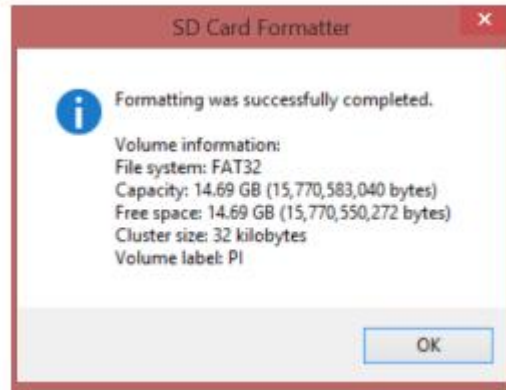 SD Card Formatter
Formatting was successfully completed.
Volume information:
File system: FAT32
Capacity: 14.69 GB (15,770,583,040 bytes)
Free space: 14.69 GB (15,770,550,272 bytes)
Cluster size: 32 kilobytes
Volume label: PI
OK